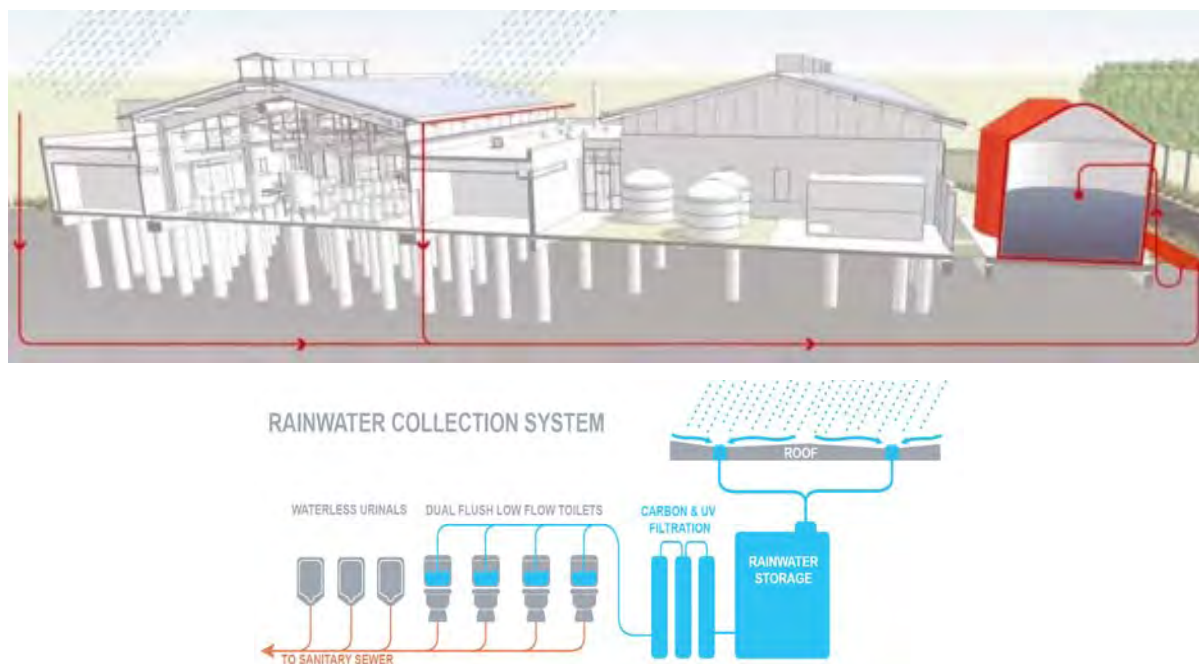 RAINWATER COLLECTION SYSTEM
ROOF
WATERLESS URINALS
DUAL FLUSH LOW FLOW TOILETS
CARBON & UV
FILTRATION
RAINWATER
STORAGE
TO SANITARY SEWER